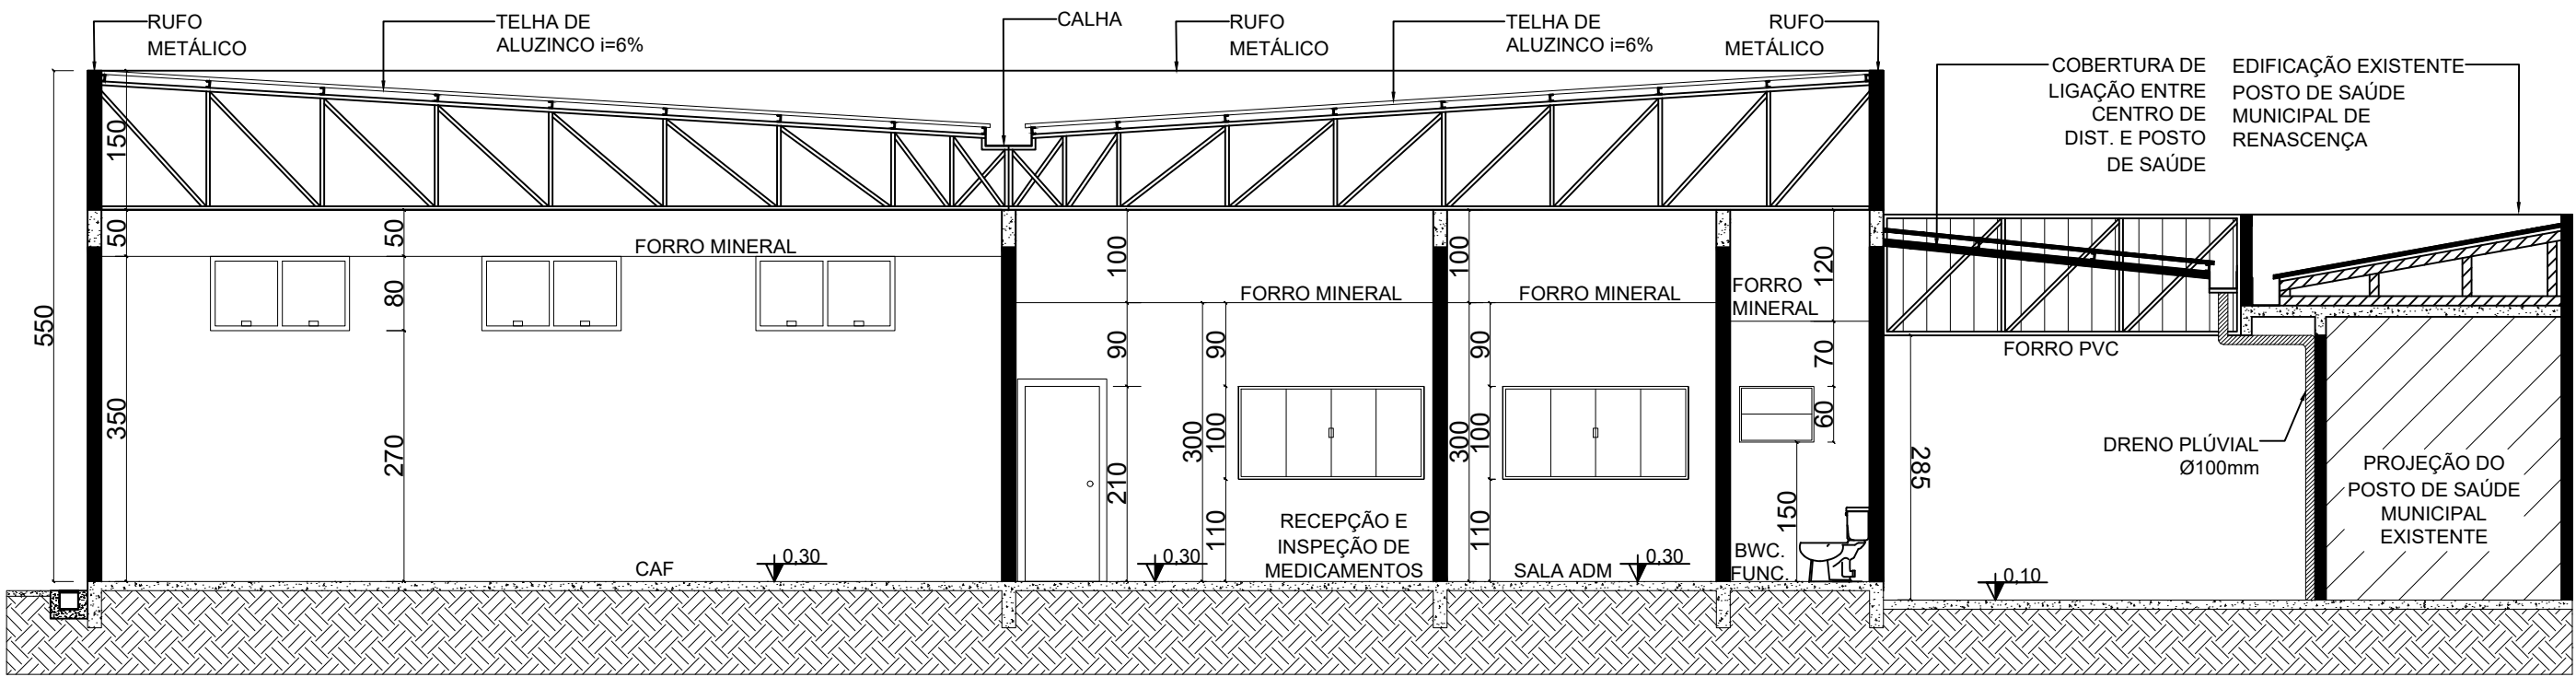 RUFO
METÁLICO
TELHA DE
ALUZINCO i=6%
CALHA
RUFO
METÁLICO
TELHA DE
ALUZINCO i=6%
RUFO
METÁLICO
COBERTURA DE
LIGAÇÃO ENTRE
CENTRO DE
DIST. E POSTO
DE SAÚDE
EDIFICAÇÃO EXISTENTE
POSTO DE SAÚDE
MUNICIPAL DE
RENASCENÇA
550
150
50
350
50
80
270
FORRO MINERAL
CAF
0,30
100
90
210
0,30
300
90
100
110
FORRO MINERAL
RECEPÇÃO E
INSPEÇÃO DE
MEDICAMENTOS
100
300
90
100
110
FORRO MINERAL
SALA ADM
0,30
FORRO
MINERAL
120
70
60
150
BWC.
FUNC.
285
FORRO PVC
0,10
DRENO PLÚVIAL
Ø100mm
PROJEÇÃO DO
POSTO DE SAÚDE
MUNICIPAL
EXISTENTE